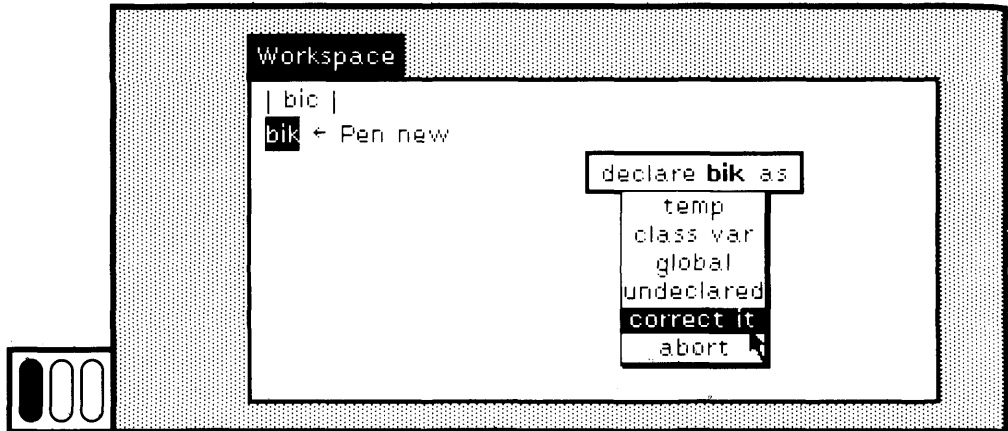 Workspace
| bic |
bik ← Pen new
declare bik as
temp
class var
global
undeclared
correct it
abort